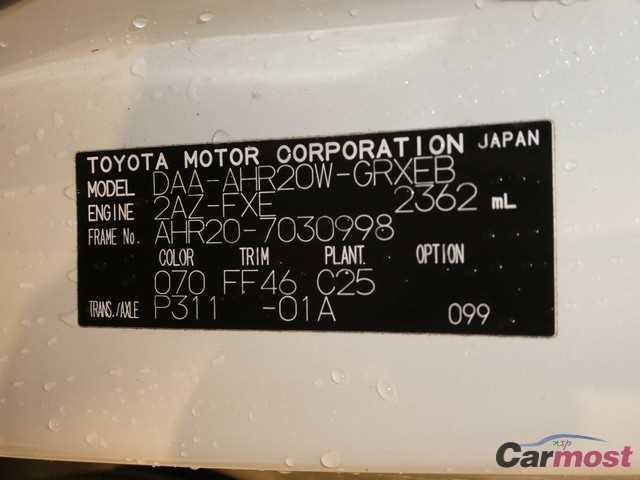 TOYOTA MOTOR CORPORATION JAPAN
MODEL DAA-AHR20W-GRXEB
ENGINE 2AZ-FXE 2362 mL
FRAME No. AHR20-7030998
COLOR TRIM PLANT. OPTION
070 FF46 C25
TRANS./AXLE P311 -01A 099
Carmost